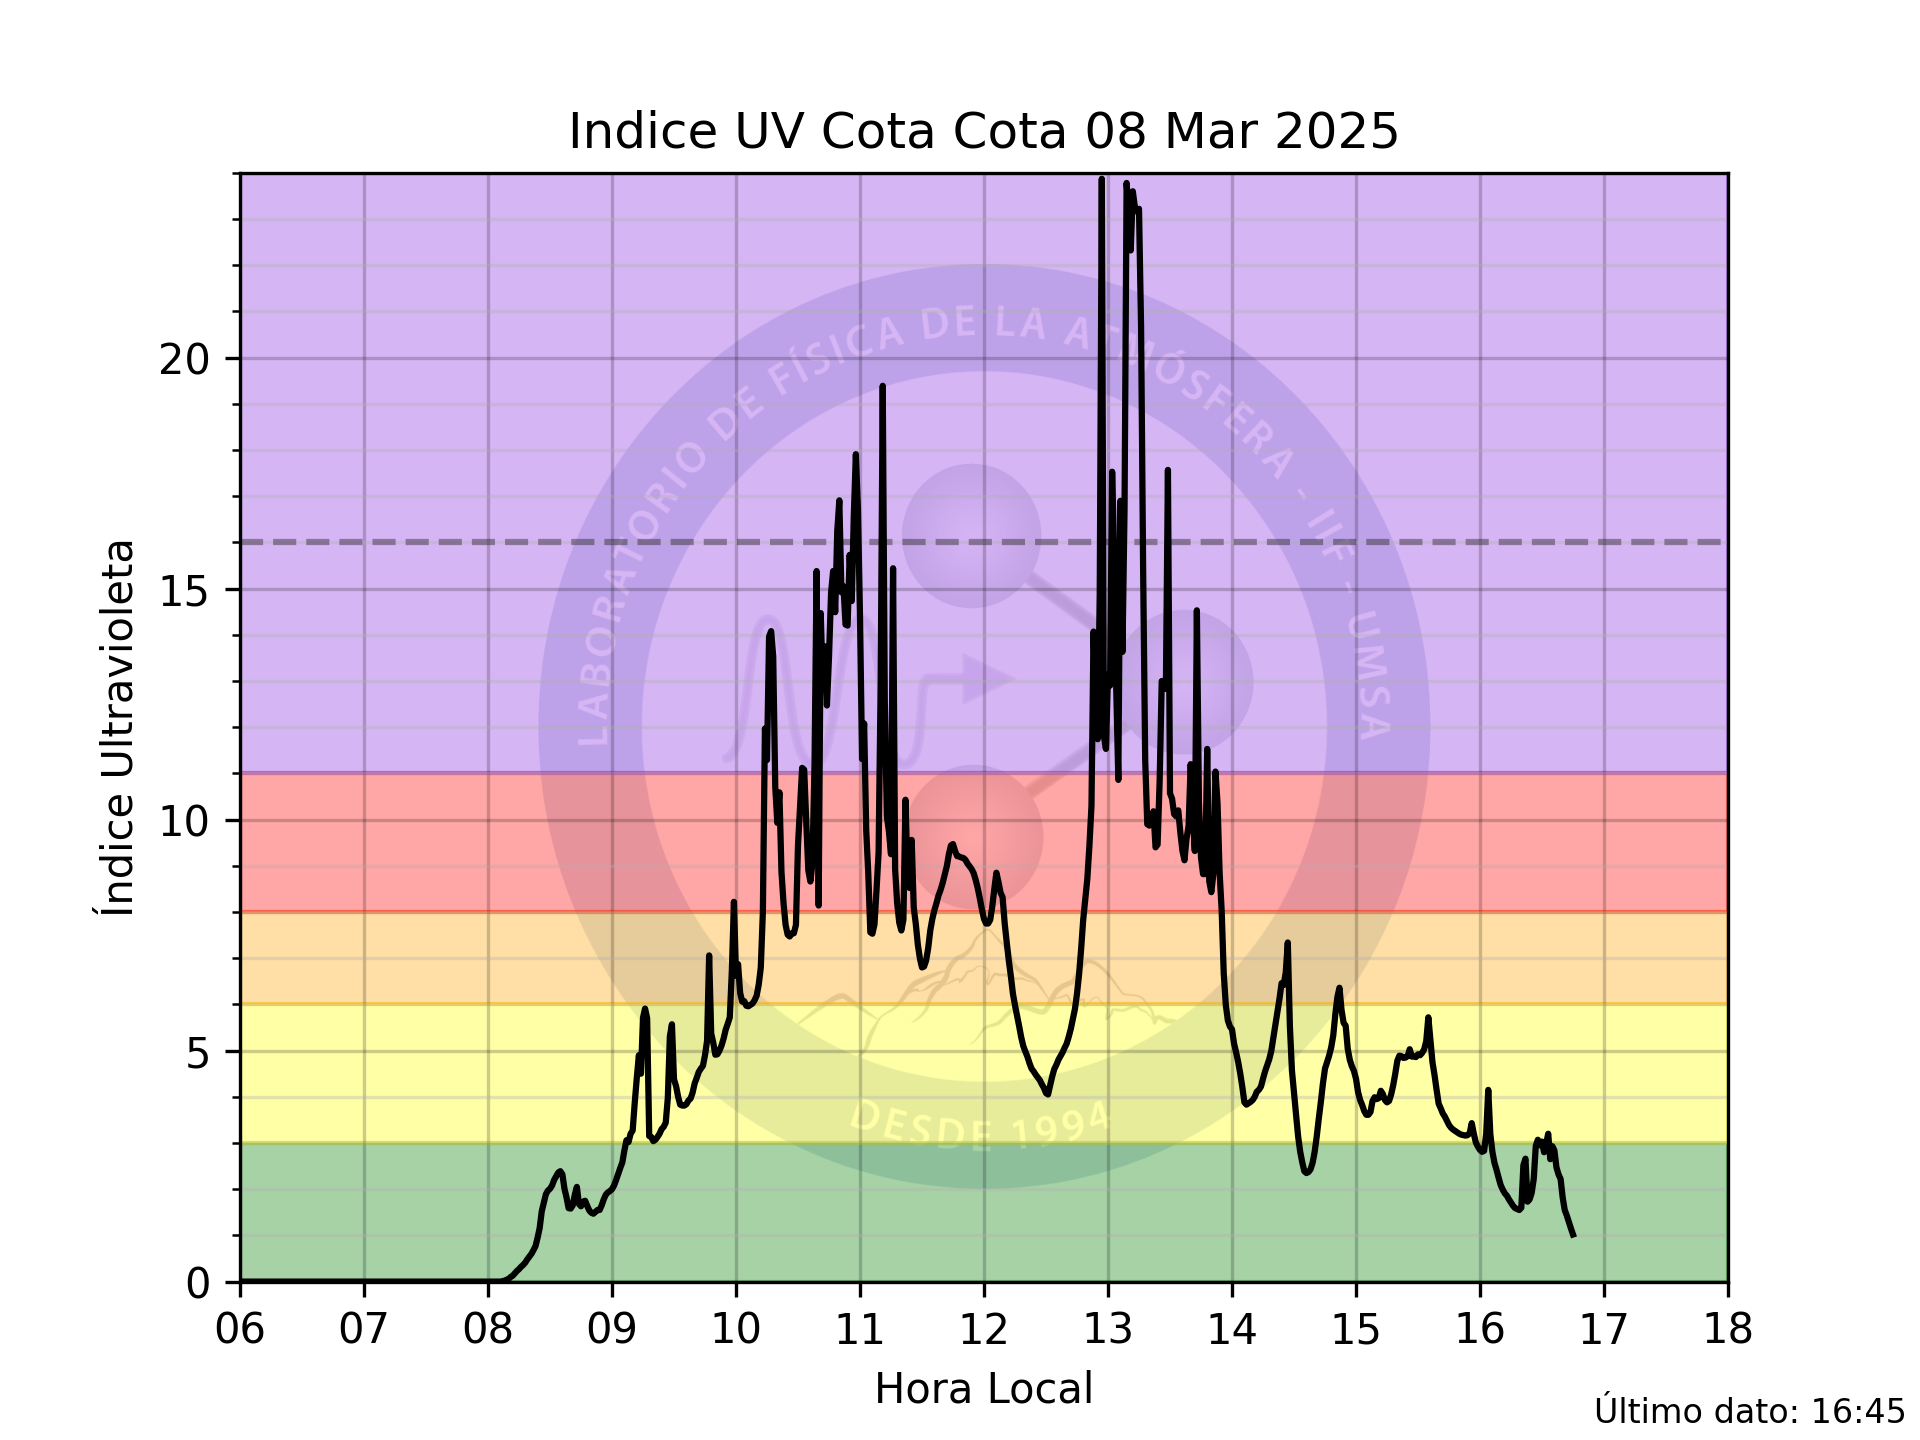 Indice UV Cota Cota 08 Mar 2025
Índice Ultravioleta
20
15
10
5
0
LABORATORIO DE FÍSICA DE LA ATMÓSFERA - IIF - UMSA
DESDE 1994
06 07 08 09 10 11 12 13 14 15 16 17 18
Hora Local
Último dato: 16:45